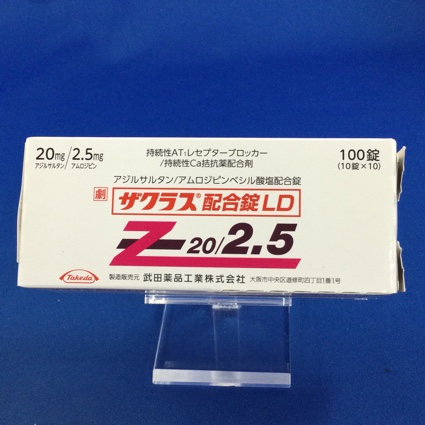 20mg/2.5mg
アジルサルタン/アムロジピン
持続性AT₁レセプターブロッカー
/持続性Ca拮抗薬配合剤
100錠
(10錠×10)
アジルサルタン/アムロジピンベシル酸塩配合錠
劇 ザクラス®配合錠LD
Z 20/2.5
Takeda
製造販売元 武田薬品工業株式会社 大阪市中央区道修町四丁目1番1号